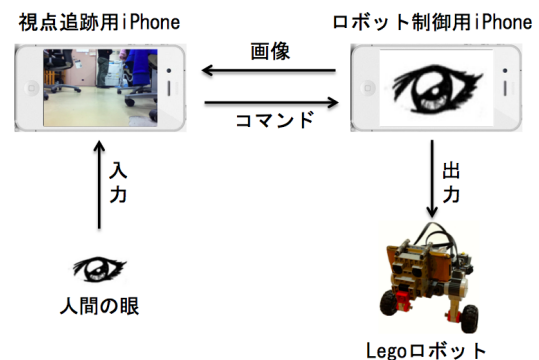 視点追跡用iPhone
ロボット制御用iPhone
画像
コマンド
入力
出力
人間の眼
Legoロボット